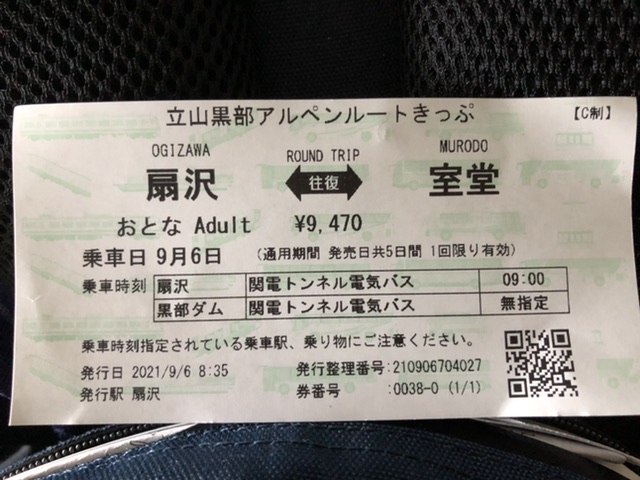 立山黒部アルペンルートきっぷ 【C制】
OGIZAWA ROUND TRIP MURODO
扇沢 往復 室堂
おとな Adult ¥9,470
乗車日 9月6日 (通用期間 発売日共5日間 1回限り有効)
乗車時刻 扇沢 関電トンネル電気バス 09:00
黒部ダム 関電トンネル電気バス 無指定
乗車時刻指定されている乗車駅、乗り物にご注意ください。
発行日 2021/9/6 8:35 発行整理番号:210906704027
発行駅 扇沢 券番号 :0038-0 (1/1)